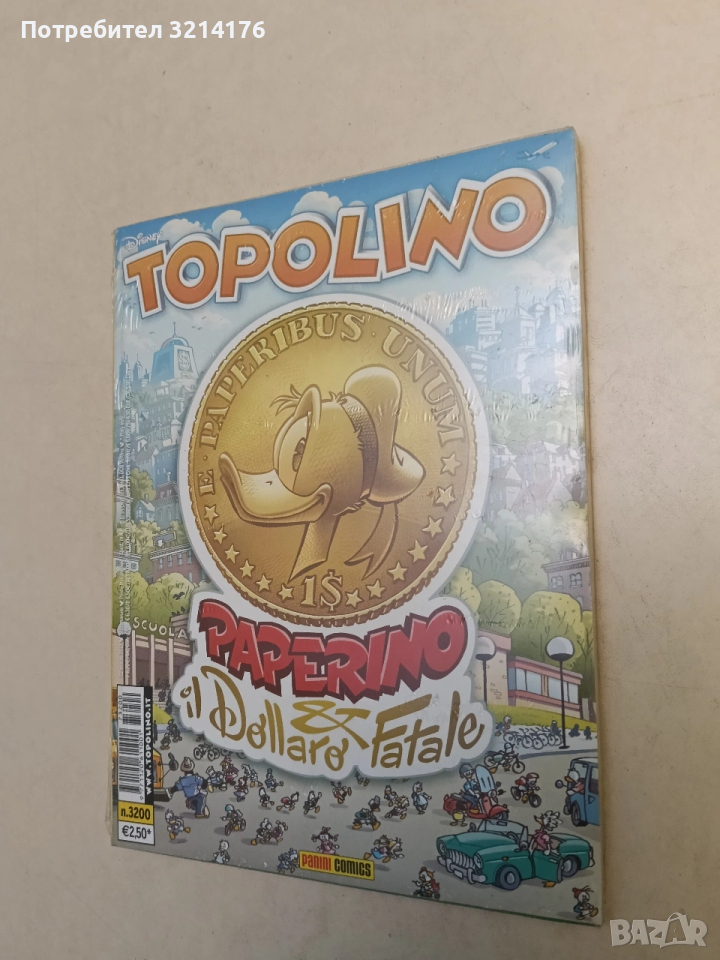 Потребител 3214176
Disney
TOPOLINO
E · PAPERIBUS · UNUM
1$
SCUOLA
PAPERINO
& il Dollaro Fatale
WWW.TOPOLINO.IT
n.3200
€2,50*
PANINI COMICS
BAZAR